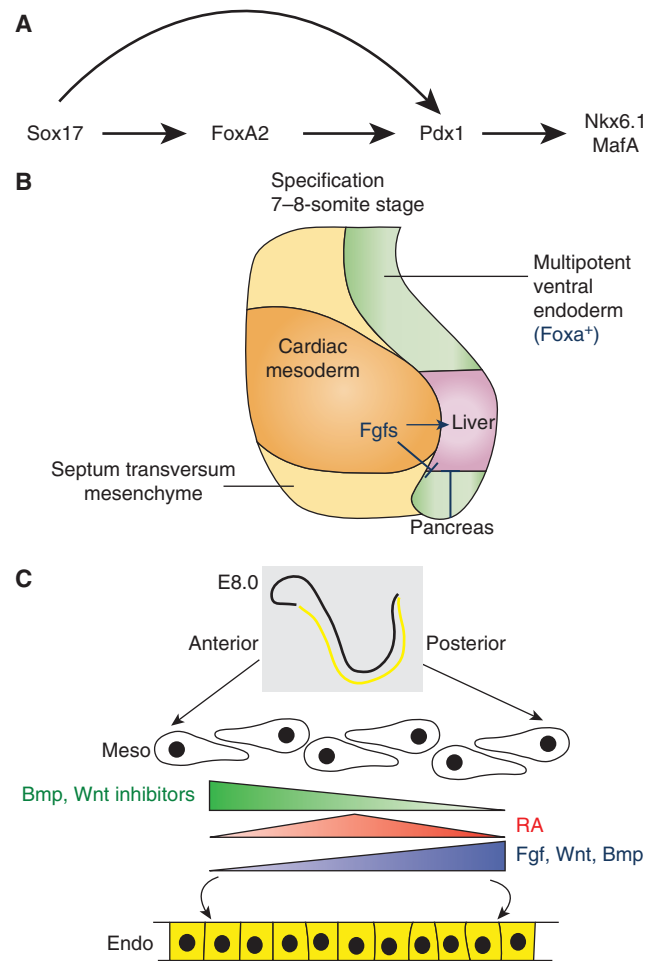 A
Sox17
FoxA2
Pdx1
Nkx6.1
MafA
B
Specification
7–8-somite stage
Multipotent
ventral
endoderm
(Foxa⁺)
Cardiac
mesoderm
Fgfs
Liver
Septum transversum
mesenchyme
Pancreas
C
E8.0
Anterior
Posterior
Meso
Bmp, Wnt inhibitors
RA
Fgf, Wnt, Bmp
Endo